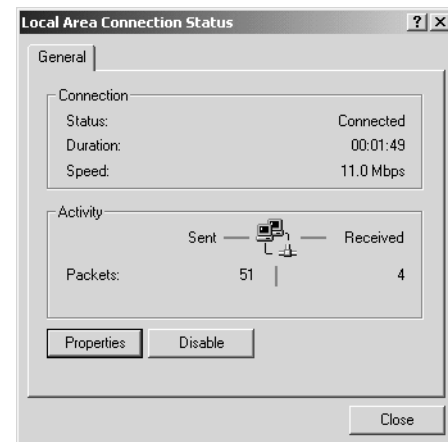 Local Area Connection Status
General
Connection
Status: Connected
Duration: 00:01:49
Speed: 11.0 Mbps
Activity
Sent Received
Packets: 51 4
Properties Disable
Close